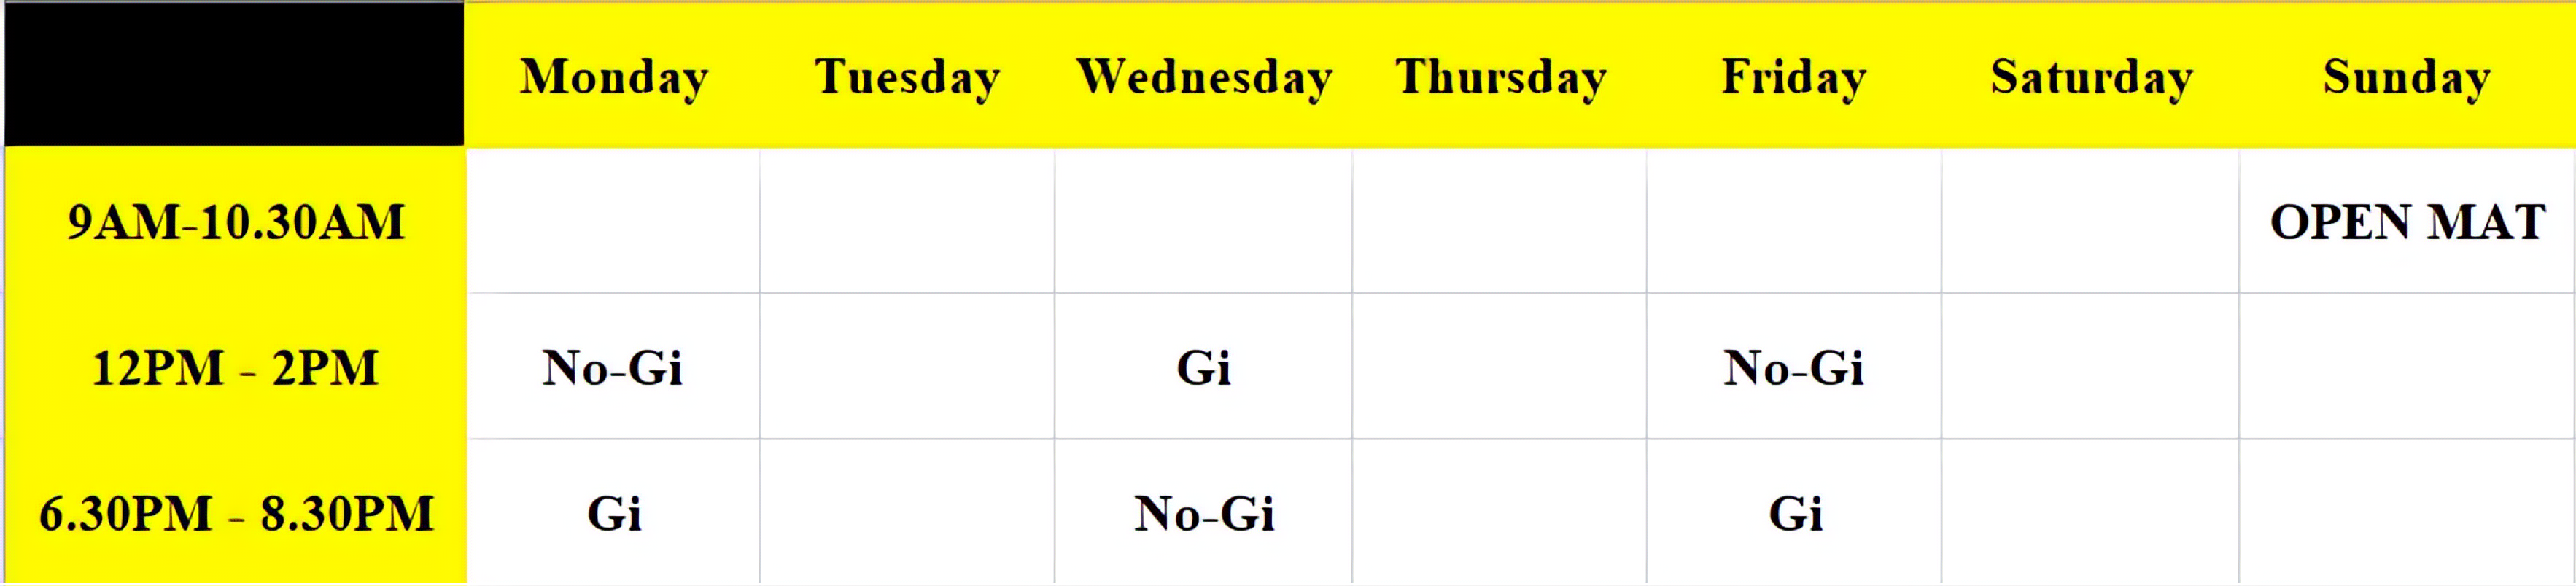 Monday Tuesday Wednesday Thursday Friday Saturday Sunday
9AM-10.30AM OPEN MAT
12PM - 2PM No-Gi Gi No-Gi
6.30PM - 8.30PM Gi No-Gi Gi